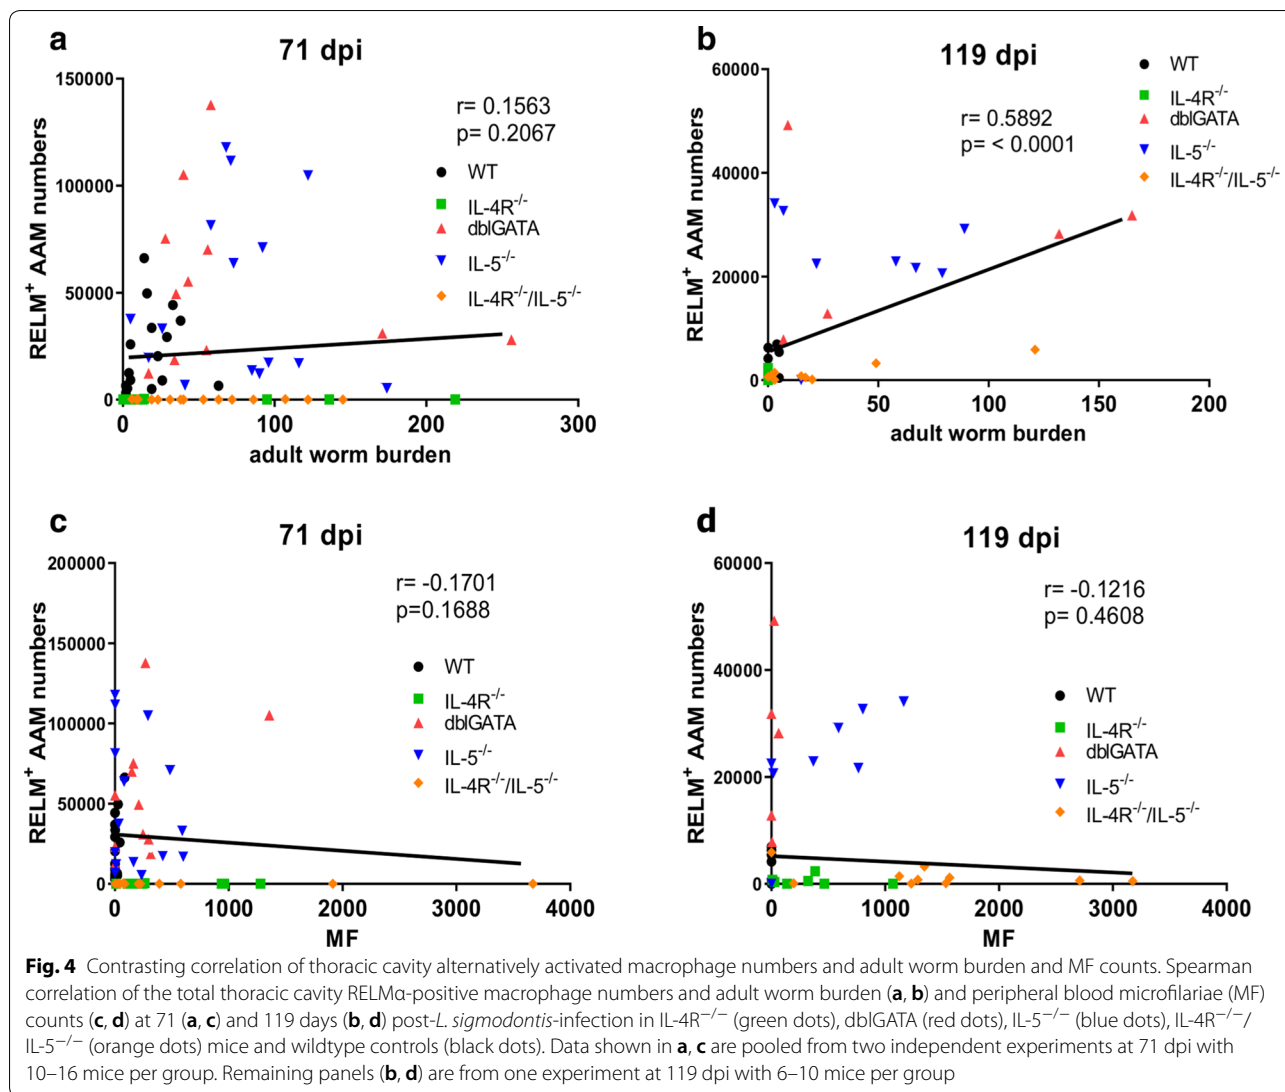 a
71 dpi
150000
100000
50000
0
RELM⁺ AAM numbers
r= 0.1563
p= 0.2067
WT
IL-4R⁻/⁻
dblGATA
IL-5⁻/⁻
IL-4R⁻/⁻/IL-5⁻/⁻
0 100 200 300
adult worm burden
b
119 dpi
60000
40000
20000
0
RELM⁺ AAM numbers
r= 0.5892
p= < 0.0001
WT
IL-4R⁻/⁻
dblGATA
IL-5⁻/⁻
IL-4R⁻/⁻/IL-5⁻/⁻
0 50 100 150 200
adult worm burden
c
71 dpi
200000
150000
100000
50000
0
RELM⁺ AAM numbers
r= -0.1701
p=0.1688
WT
IL-4R⁻/⁻
dblGATA
IL-5⁻/⁻
IL-4R⁻/⁻/IL-5⁻/⁻
0 1000 2000 3000 4000
MF
d
119 dpi
60000
40000
20000
0
RELM⁺ AAM numbers
r= -0.1216
p= 0.4608
WT
IL-4R⁻/⁻
dblGATA
IL-5⁻/⁻
IL-4R⁻/⁻/IL-5⁻/⁻
0 1000 2000 3000 4000
MF
Fig. 4 Contrasting correlation of thoracic cavity alternatively activated macrophage numbers and adult worm burden and MF counts. Spearman
correlation of the total thoracic cavity RELMα-positive macrophage numbers and adult worm burden (a, b) and peripheral blood microfilariae (MF)
counts (c, d) at 71 (a, c) and 119 days (b, d) post-L. sigmodontis-infection in IL-4R⁻/⁻ (green dots), dblGATA (red dots), IL-5⁻/⁻ (blue dots), IL-4R⁻/⁻/
IL-5⁻/⁻ (orange dots) mice and wildtype controls (black dots). Data shown in a, c are pooled from two independent experiments at 71 dpi with
10–16 mice per group. Remaining panels (b, d) are from one experiment at 119 dpi with 6–10 mice per group